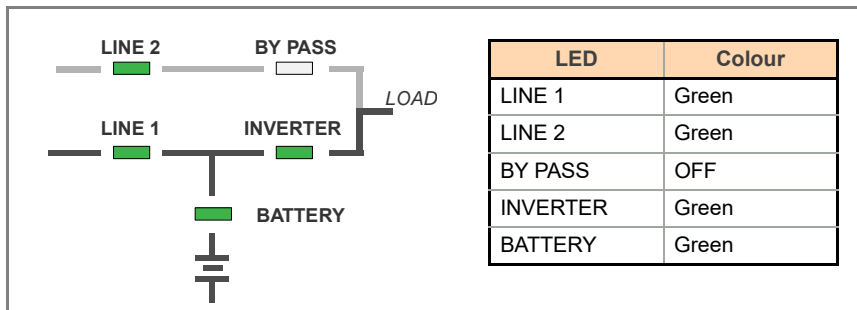 LINE 2
BY PASS
LOAD
LINE 1
INVERTER
BATTERY
LED Colour
LINE 1 Green
LINE 2 Green
BY PASS OFF
INVERTER Green
BATTERY Green